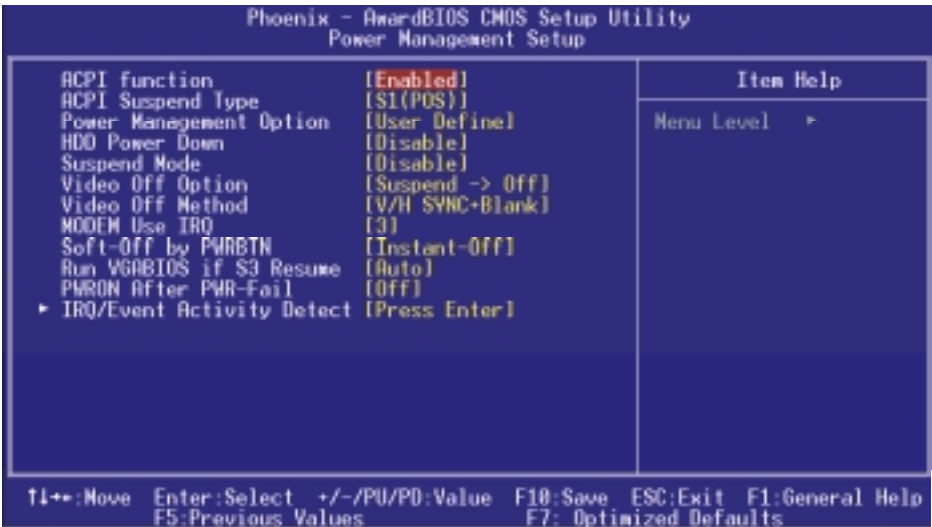 Phoenix - AwardBIOS CMOS Setup Utility
Power Management Setup
ACPI function [Enabled]
ACPI Suspend Type [S1(POS)]
Power Management Option [User Define]
HDD Power Down [Disable]
Suspend Mode [Disable]
Video Off Option [Suspend -> Off]
Video Off Method [V/H SYNC+Blank]
MODEM Use IRQ [3]
Soft-Off by PWRBTN [Instant-Off]
Run VGABIOS if S3 Resume [Auto]
PWRON After PWR-Fail [Off]
► IRQ/Event Activity Detect [Press Enter]
Item Help
Menu Level ►
↑↓→←:Move Enter:Select +/-/PU/PD:Value F10:Save ESC:Exit F1:General Help
F5:Previous Values F7: Optimized Defaults